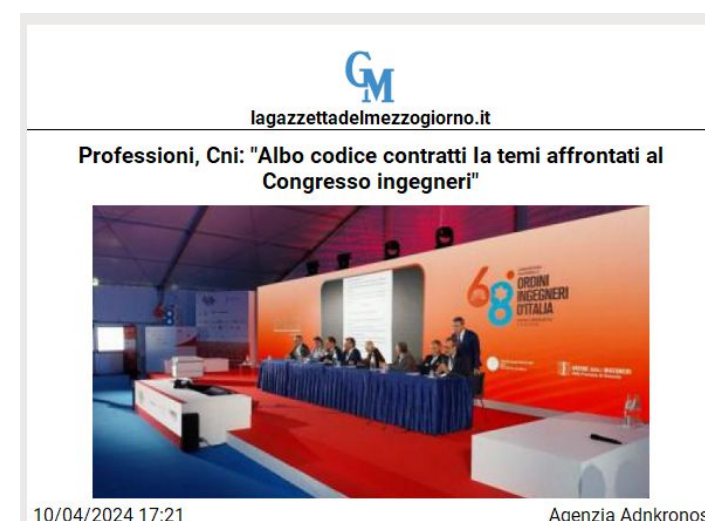 GM
lagazzettadelmezzogiorno.it
Professioni, Cni: "Albo codice contratti Ia temi affrontati al
Congresso ingegneri"
68°
ORDINI
INGEGNERI
D'ITALIA
10/04/2024 17:21
Agenzia Adnkronos